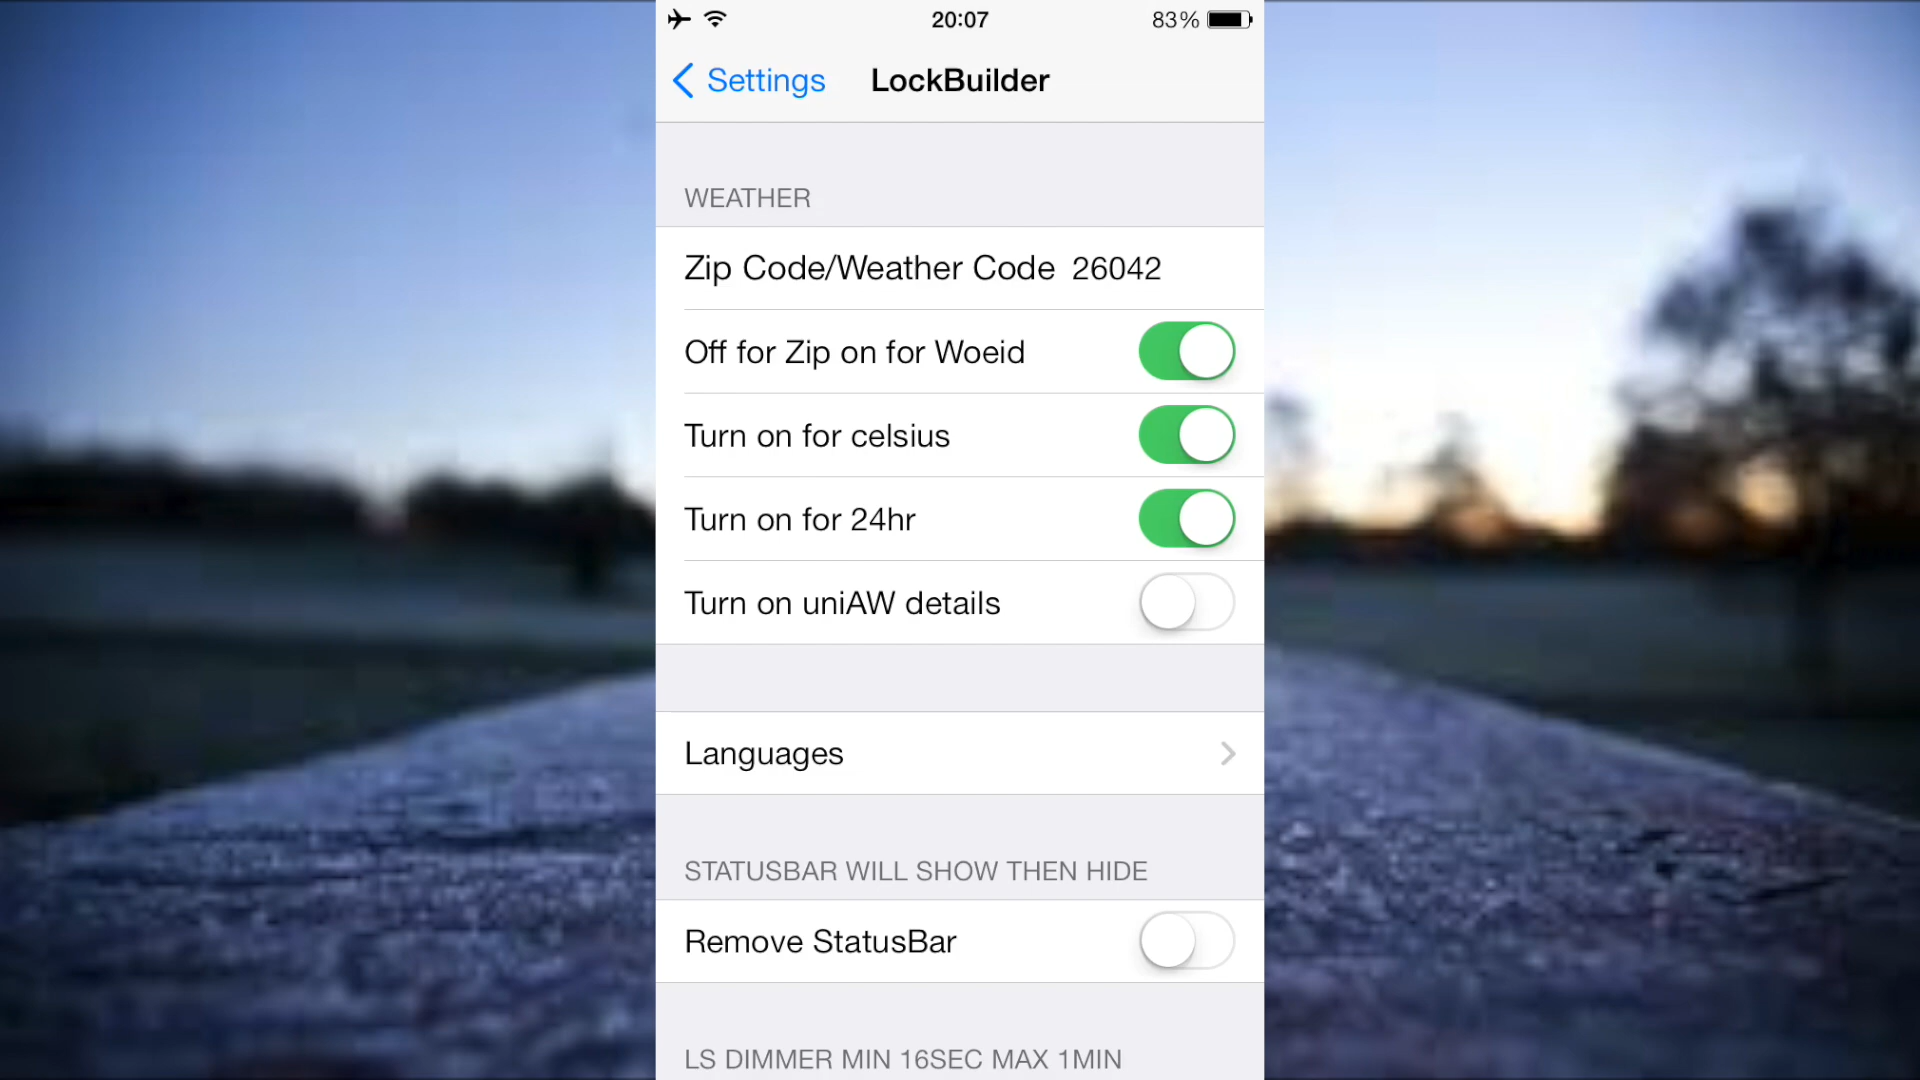 20:07 83%
Settings LockBuilder
WEATHER
Zip Code/Weather Code 26042
Off for Zip on for Woeid
Turn on for celsius
Turn on for 24hr
Turn on uniAW details
Languages
STATUSBAR WILL SHOW THEN HIDE
Remove StatusBar
LS DIMMER MIN 16SEC MAX 1MIN